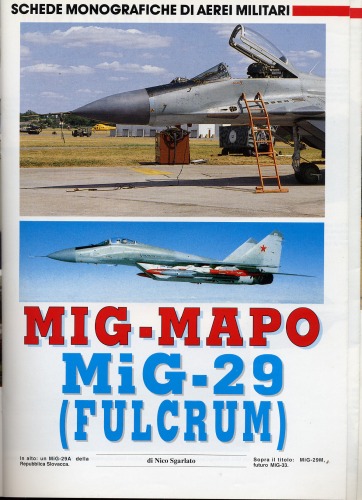 SCHEDE MONOGRAFICHE DI AEREI MILITARI
MIG-MAPO
MiG-29
(FULCRUM)
In alto: un MiG-29A della
Repubblica Slovacca.
di Nico Sgarlato
Sopra il titolo: MiG-29M,
futuro MiG-33.